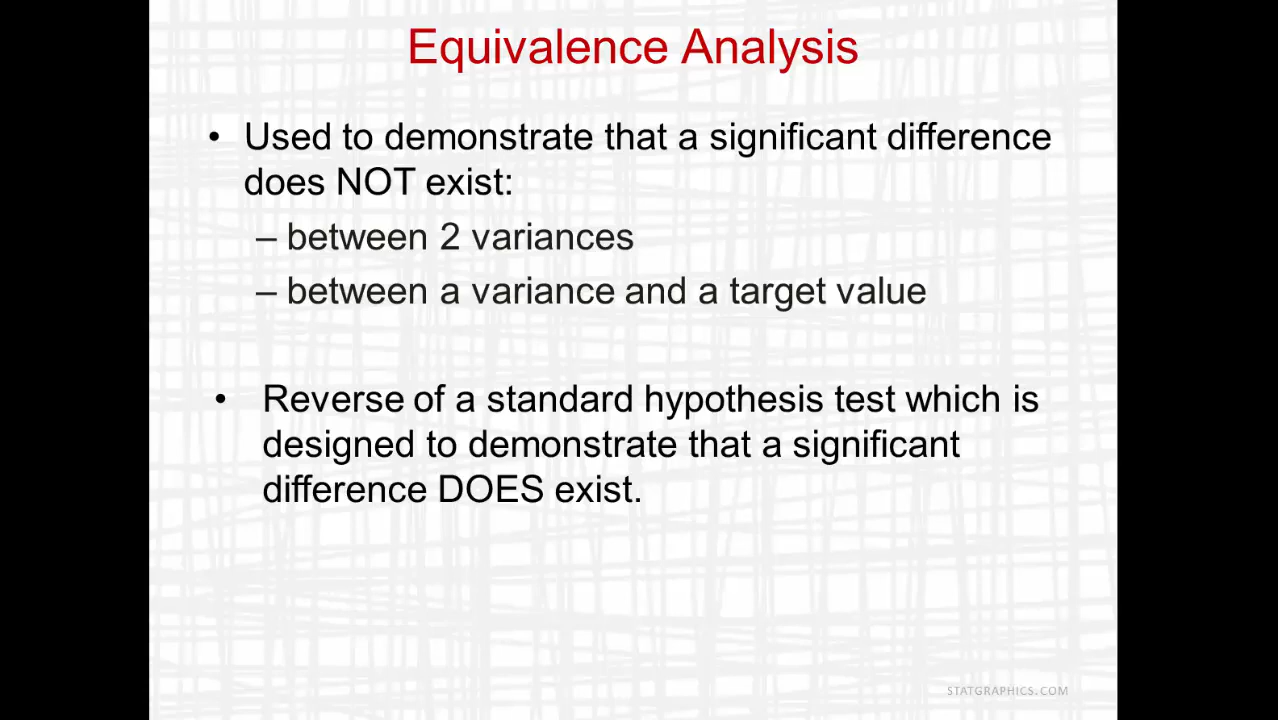 Equivalence Analysis
• Used to demonstrate that a significant difference
does NOT exist:
– between 2 variances
– between a variance and a target value
• Reverse of a standard hypothesis test which is
designed to demonstrate that a significant
difference DOES exist.
STATGRAPHICS.COM